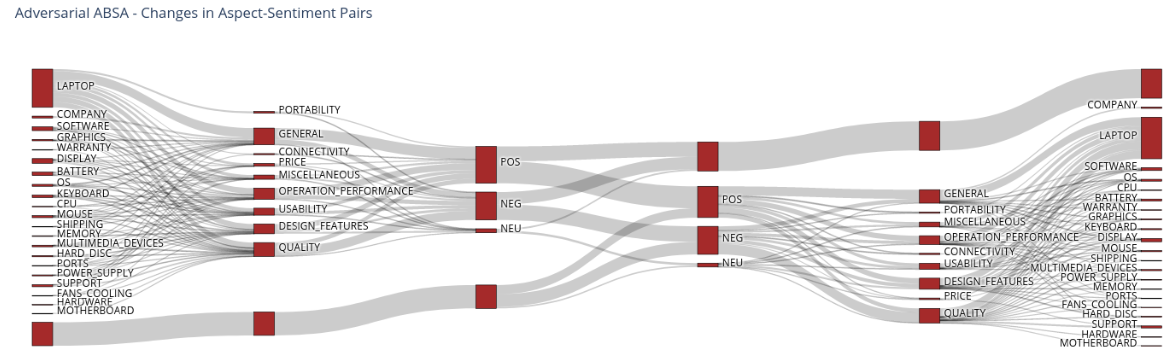 Adversarial ABSA - Changes in Aspect-Sentiment Pairs
LAPTOP
COMPANY
SOFTWARE
GRAPHICS
WARRANTY
DISPLAY
BATTERY
OS
KEYBOARD
CPU
MOUSE
SHIPPING
MEMORY
MULTIMEDIA_DEVICES
HARD_DISC
PORTS
POWER_SUPPLY
SUPPORT
FANS_COOLING
HARDWARE
MOTHERBOARD
PORTABILITY
GENERAL
CONNECTIVITY
PRICE
MISCELLANEOUS
OPERATION_PERFORMANCE
USABILITY
DESIGN_FEATURES
QUALITY
POS
NEG
NEU
POS
NEG
NEU
GENERAL
PORTABILITY
MISCELLANEOUS
OPERATION_PERFORMANCE
CONNECTIVITY
USABILITY
DESIGN_FEATURES
PRICE
QUALITY
COMPANY
LAPTOP
SOFTWARE
OS
CPU
BATTERY
WARRANTY
GRAPHICS
KEYBOARD
DISPLAY
MOUSE
SHIPPING
MULTIMEDIA_DEVICES
POWER_SUPPLY
MEMORY
PORTS
FANS_COOLING
HARD_DISC
SUPPORT
HARDWARE
MOTHERBOARD